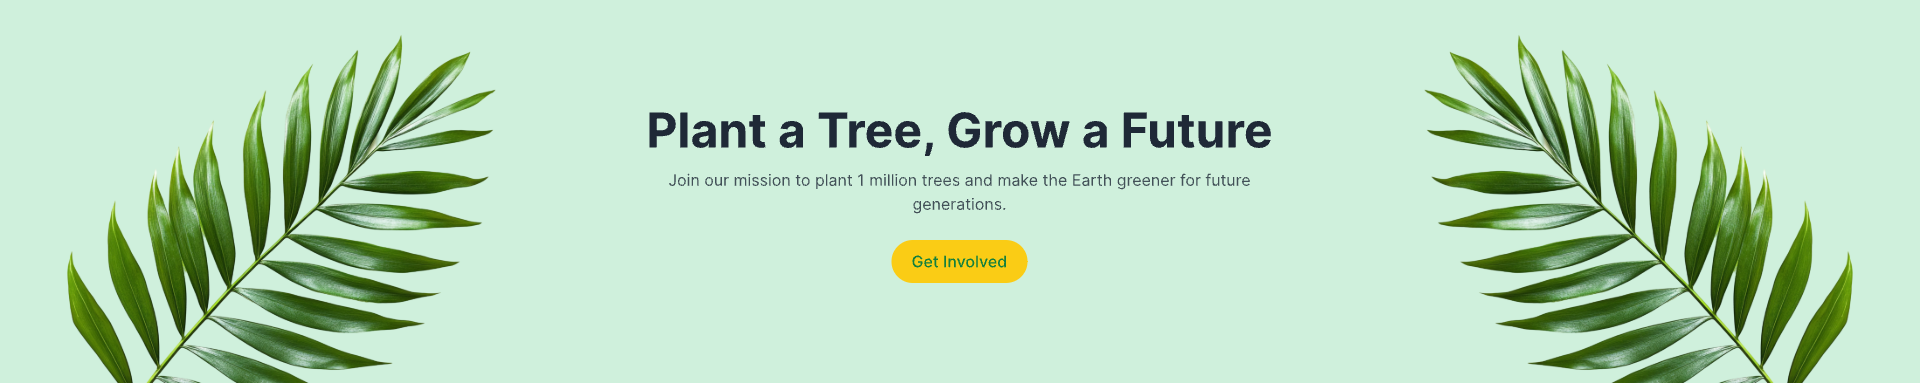 Plant a Tree, Grow a Future
Join our mission to plant 1 million trees and make the Earth greener for future
generations.
Get Involved